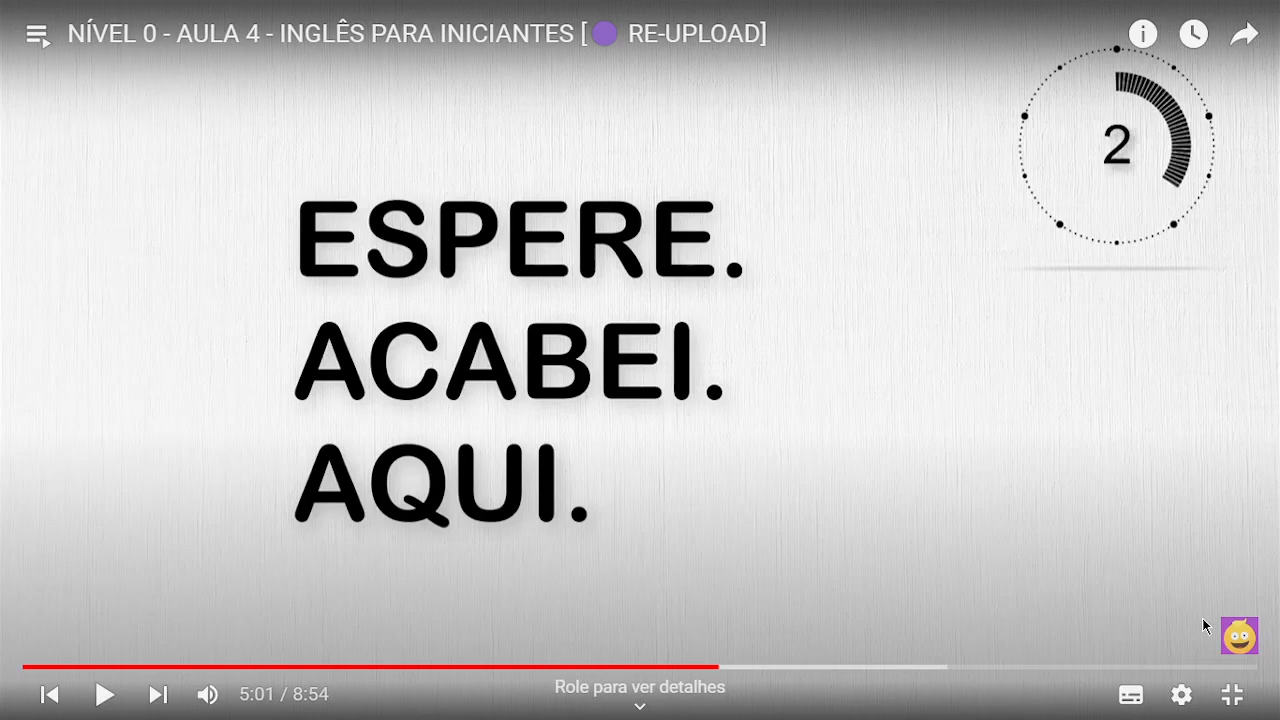 NÍVEL 0 - AULA 4 - INGLÊS PARA INICIANTES [🟣 RE-UPLOAD]
2
ESPERE.
ACABEI.
AQUI.
5:01 / 8:54
Role para ver detalhes